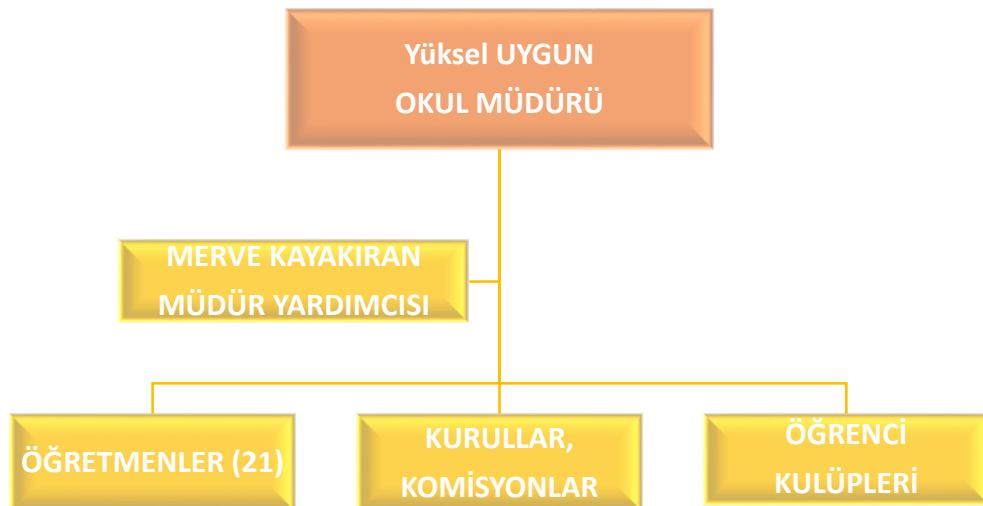 Yüksel UYGUN
OKUL MÜDÜRÜ
MERVE KAYAKIRAN
MÜDÜR YARDIMCISI
ÖĞRETMENLER (21)
KURULLAR,
KOMİSYONLAR
ÖĞRENCİ
KULÜPLERİ